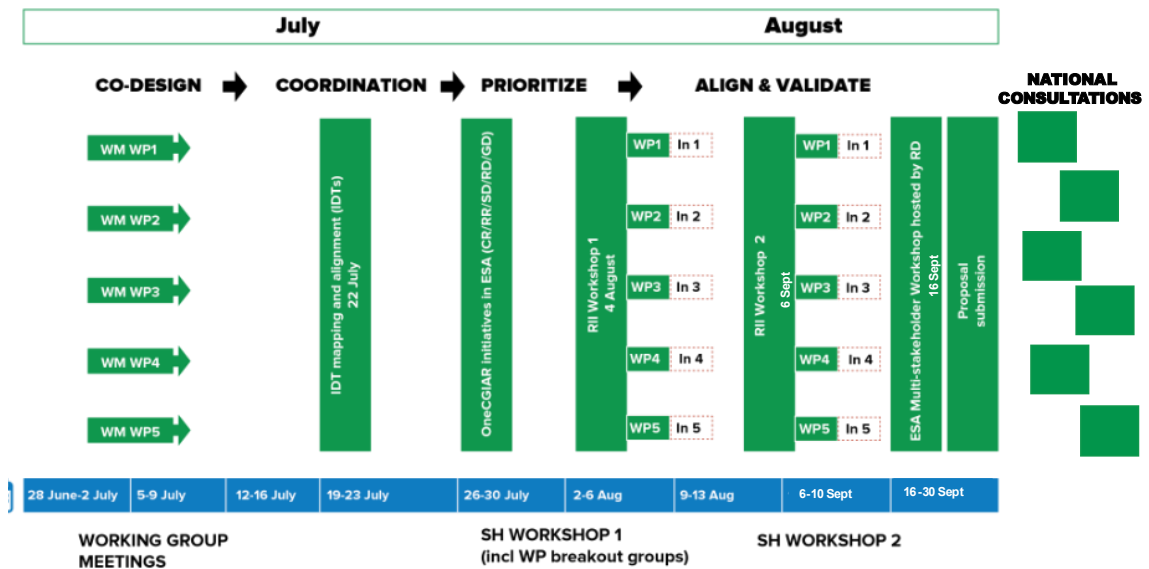 July
August
CO-DESIGN
COORDINATION
PRIORITIZE
ALIGN & VALIDATE
NATIONAL
CONSULTATIONS
WM WP1
WM WP2
WM WP3
WM WP4
WM WP5
IDT mapping and alignment (IDTs)
22 July
OneCGIAR initiatives in ESA (CR/RR/SD/RD/GD)
RII Workshop 1
4 August
WP1 In 1
WP2 In 2
WP3 In 3
WP4 In 4
WP5 In 5
RII Workshop 2
6 Sept
WP1 In 1
WP2 In 2
WP3 In 3
WP4 In 4
WP5 In 5
ESA Multi-stakeholder Workshop hosted by RD
16 Sept
Proposal
submission
28 June-2 July
5-9 July
12-16 July
19-23 July
26-30 July
2-6 Aug
9-13 Aug
6-10 Sept
16-30 Sept
WORKING GROUP
MEETINGS
SH WORKSHOP 1
(incl WP breakout groups)
SH WORKSHOP 2